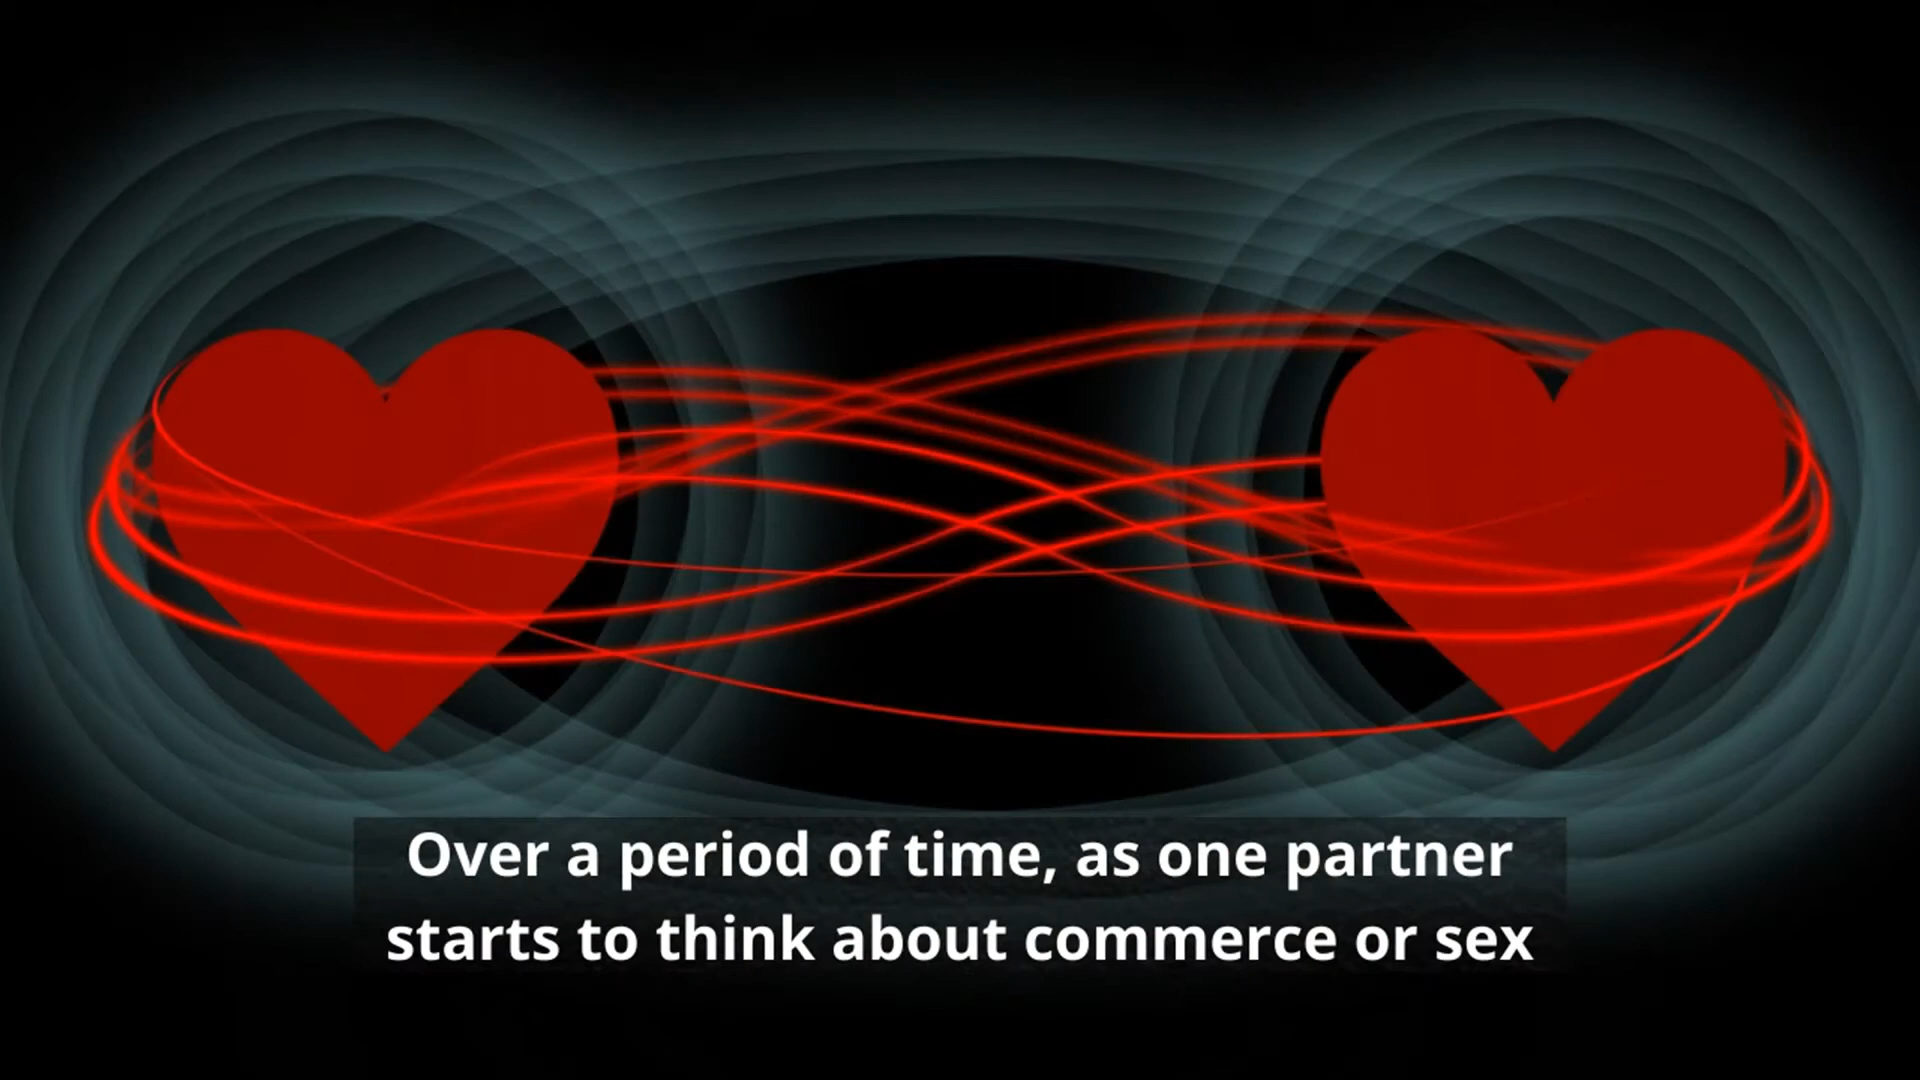 Over a period of time, as one partner
starts to think about commerce or sex